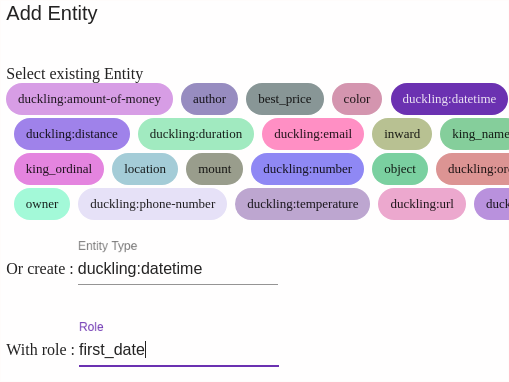 Add Entity
Select existing Entity
duckling:amount-of-money author best_price color duckling:datetime
duckling:distance duckling:duration duckling:email inward king_name
king_ordinal location mount duckling:number object duckling:or
owner duckling:phone-number duckling:temperature duckling:url duck
Entity Type
Or create : duckling:datetime
Role
With role : first_date